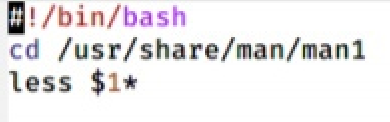 #!/bin/bash
cd /usr/share/man/man1
less $1*